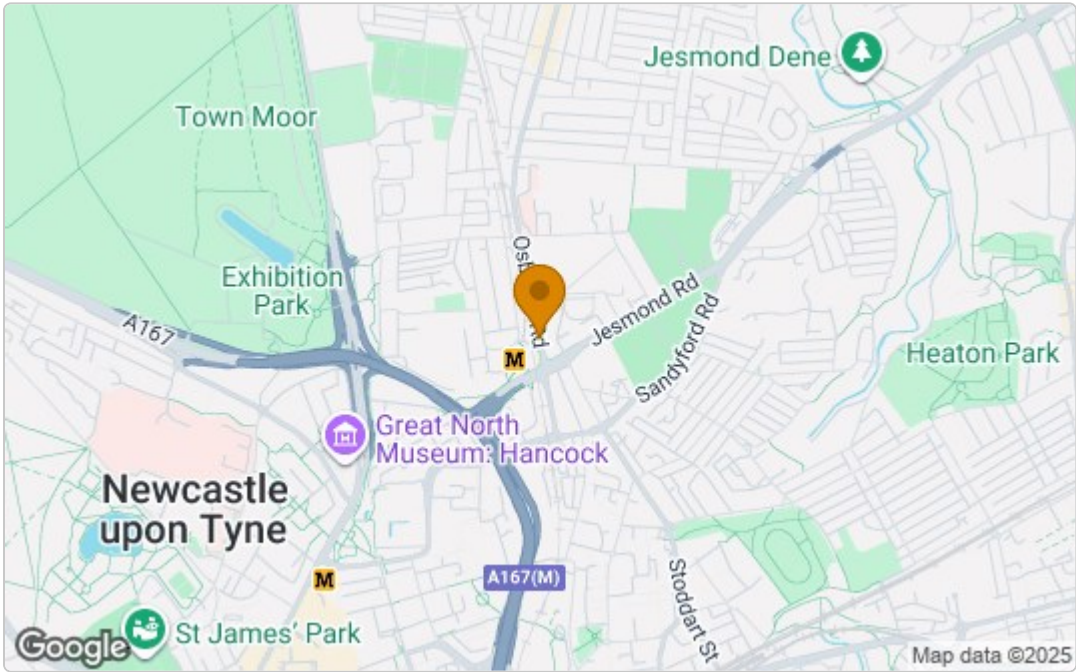 Jesmond Dene
Town Moor
Exhibition
Park
A167
Rd
Jesmond Rd
Sandyford Rd
Heaton Park
M
Great North
Museum: Hancock
Newcastle
upon Tyne
M
A167(M)
Stoddart St
St James' Park
Google
Map data ©2025